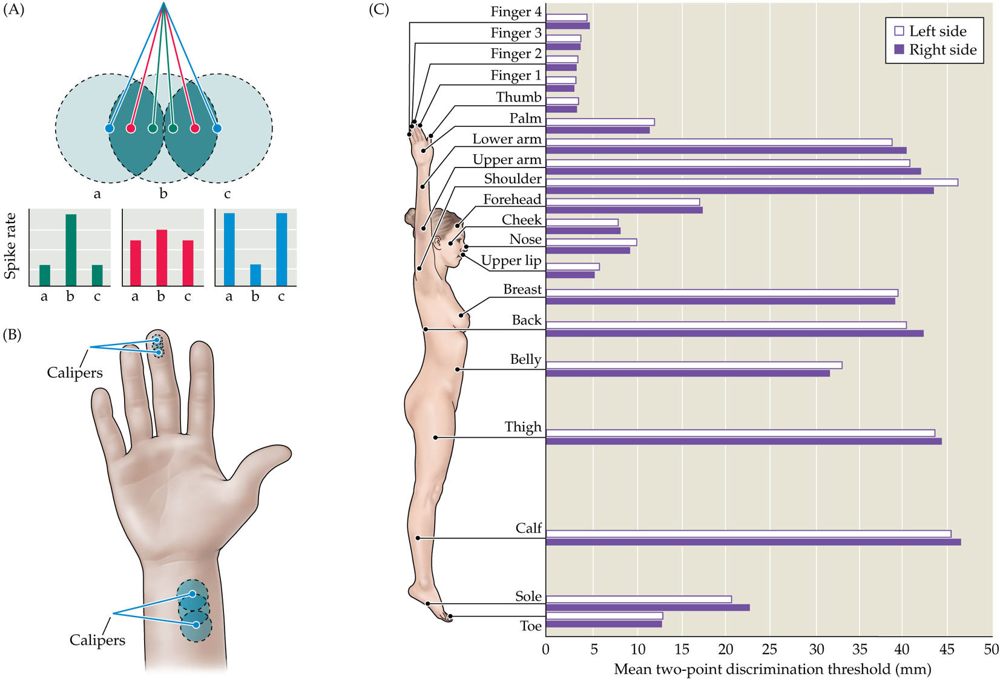 (A)
a b c
Spike rate
a b c
a b c
a b c
(B)
Calipers
Calipers
(C)
Finger 4
Finger 3
Finger 2
Finger 1
Thumb
Palm
Lower arm
Upper arm
Shoulder
Forehead
Cheek
Nose
Upper lip
Breast
Back
Belly
Thigh
Calf
Sole
Toe
Left side
Right side
0 5 10 15 20 25 30 35 40 45 50
Mean two-point discrimination threshold (mm)